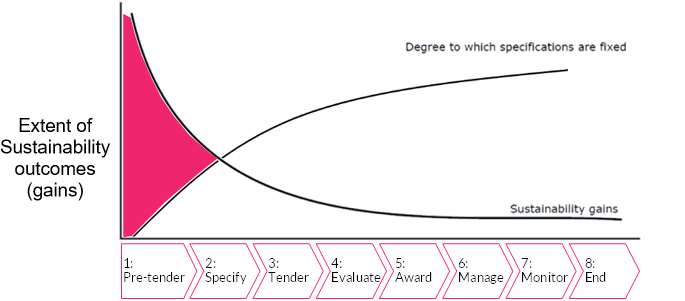 Degree to which specifications are fixed
Extent of
Sustainability
outcomes
(gains)
Sustainability gains
1:
Pre-tender
2:
Specify
3:
Tender
4:
Evaluate
5:
Award
6:
Manage
7:
Monitor
8:
End